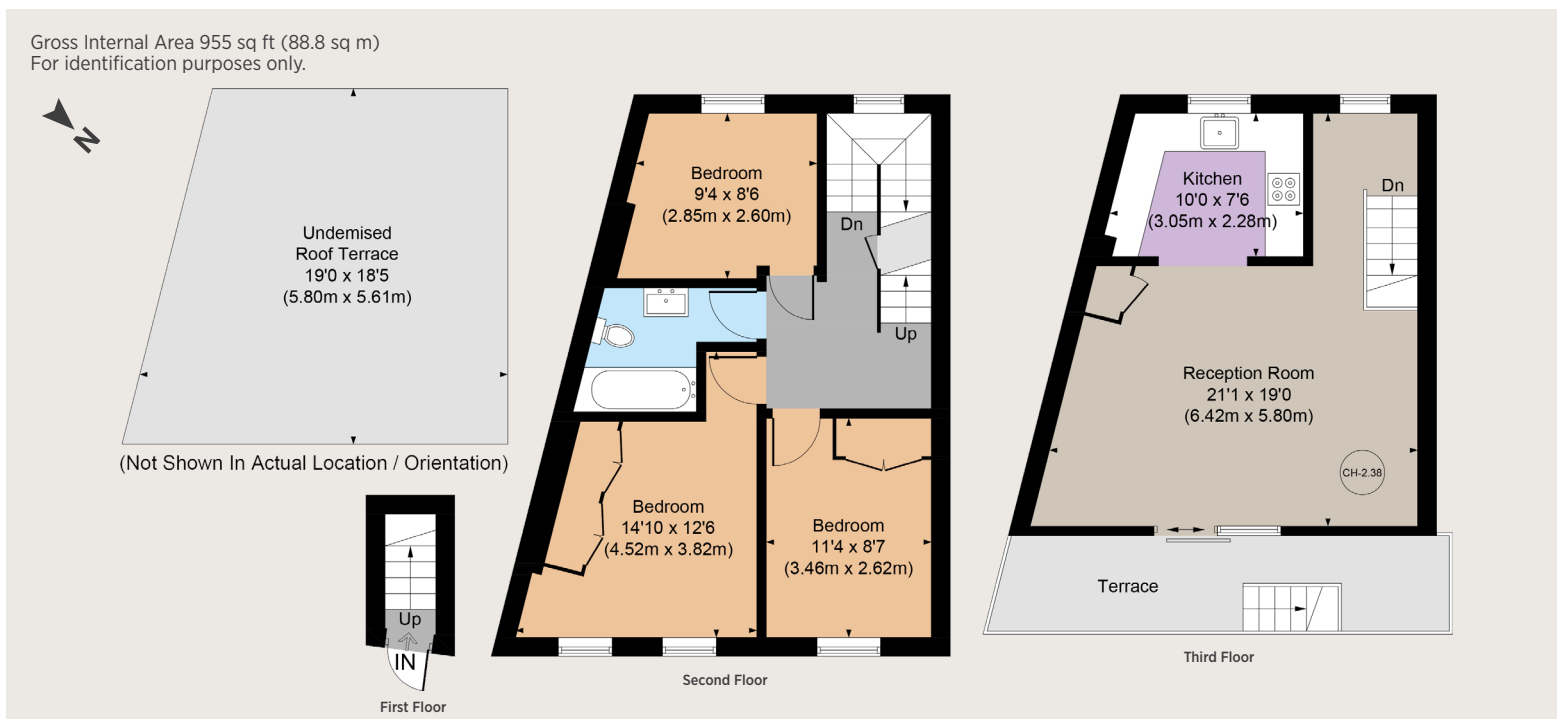 Gross Internal Area 955 sq ft (88.8 sq m)
For identification purposes only.
N
Undemised
Roof Terrace
19'0 x 18'5
(5.80m x 5.61m)
(Not Shown In Actual Location / Orientation)
Up
IN
First Floor
Bedroom
9'4 x 8'6
(2.85m x 2.60m)
Dn
Up
Bedroom
14'10 x 12'6
(4.52m x 3.82m)
Bedroom
11'4 x 8'7
(3.46m x 2.62m)
Second Floor
Kitchen
10'0 x 7'6
(3.05m x 2.28m)
Dn
Reception Room
21'1 x 19'0
(6.42m x 5.80m)
CH-2.38
Terrace
Third Floor